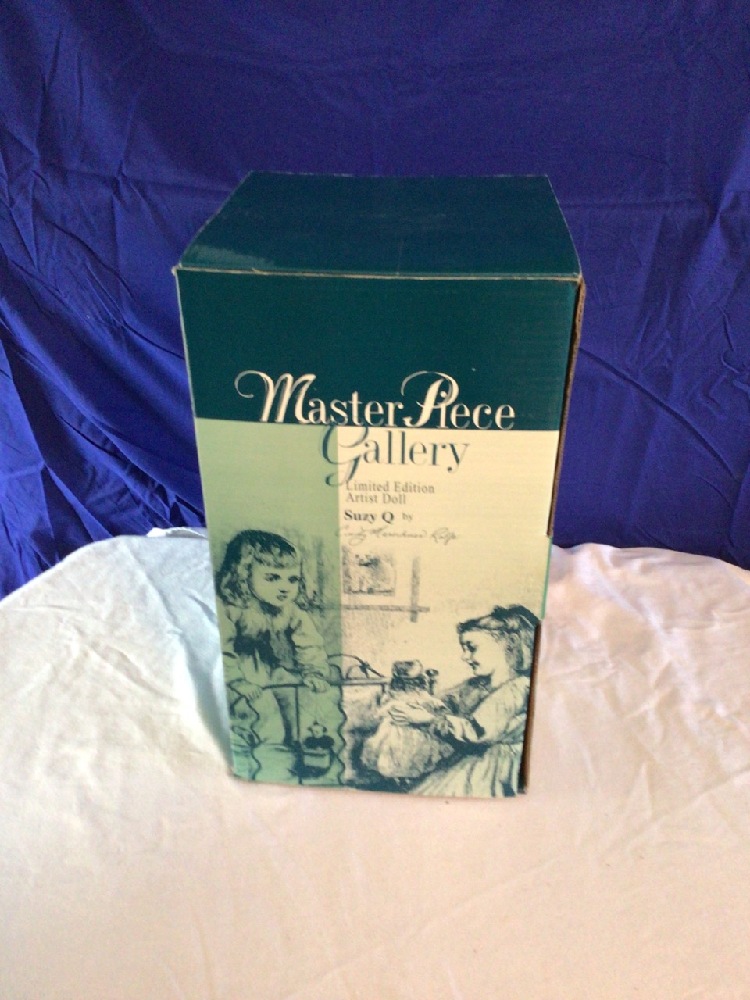 MasterPiece
Gallery
Limited Edition
Artist Doll
Suzy Q by